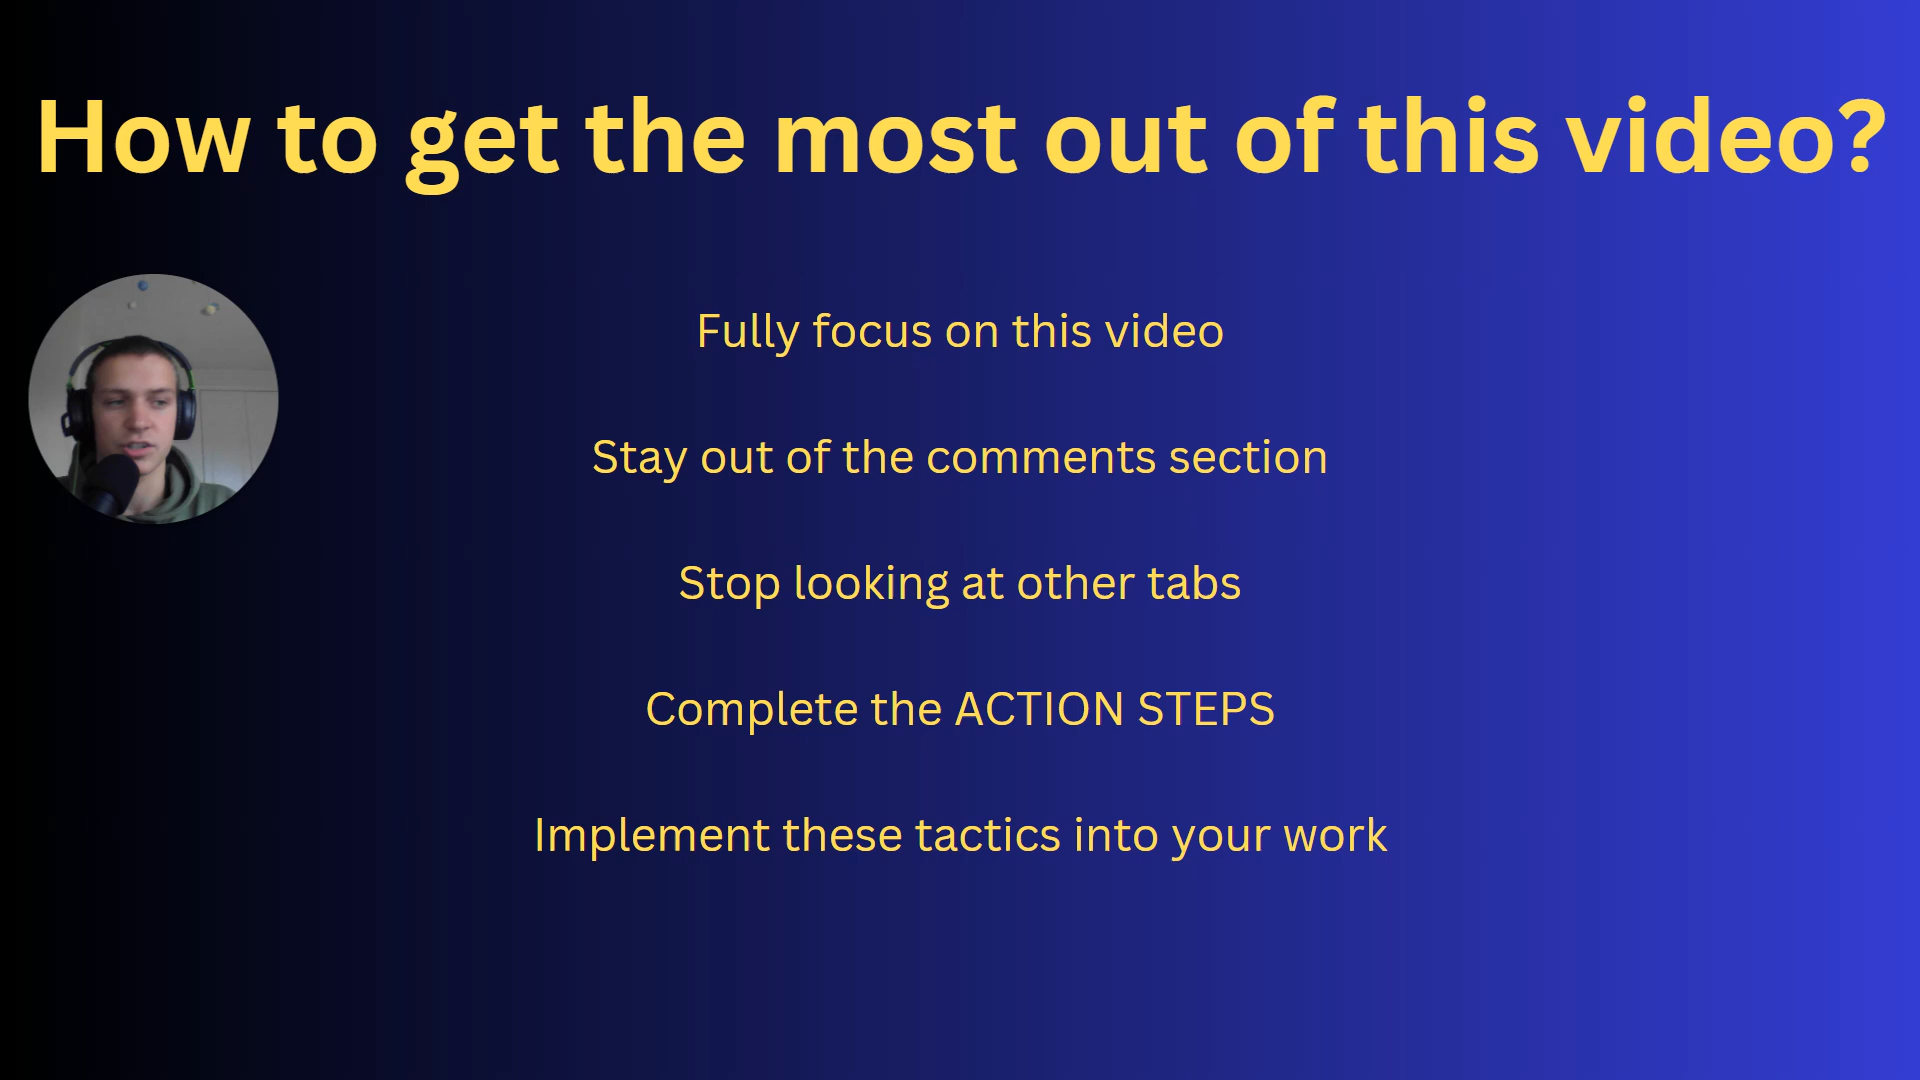 How to get the most out of this video?
Fully focus on this video
Stay out of the comments section
Stop looking at other tabs
Complete the ACTION STEPS
Implement these tactics into your work